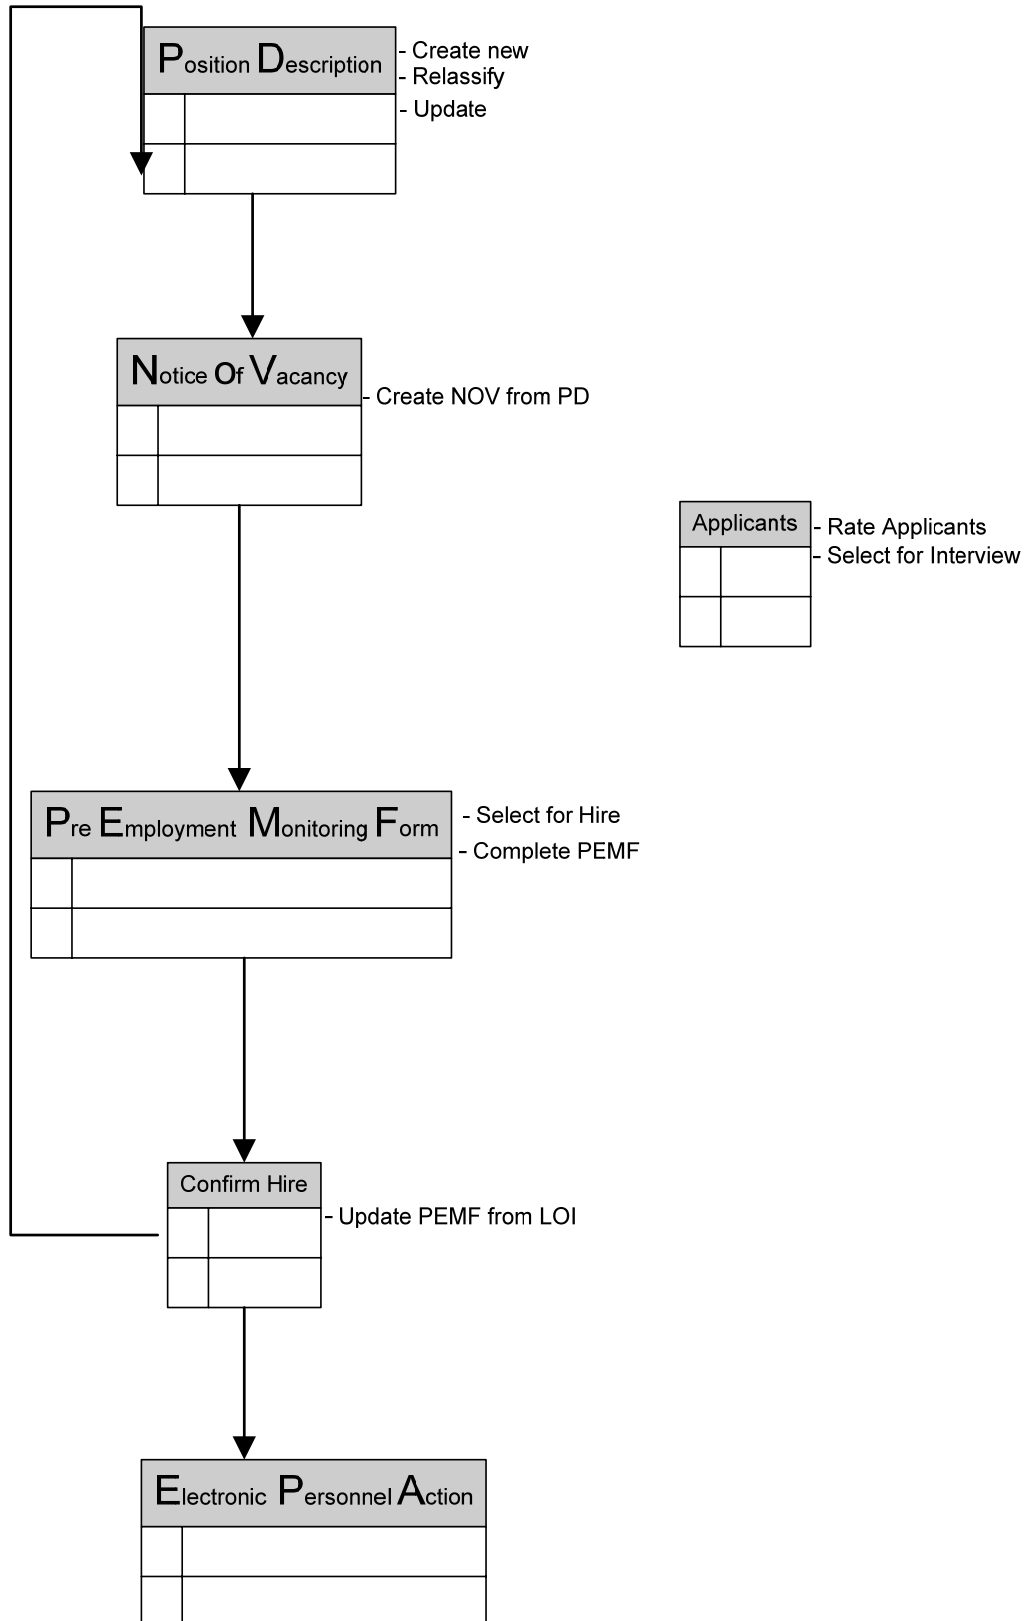 Position Description
- Create new
- Relassify
- Update
Notice Of Vacancy
- Create NOV from PD
Applicants
- Rate Applicants
- Select for Interview
Pre Employment Monitoring Form
- Select for Hire
- Complete PEMF
Confirm Hire
- Update PEMF from LOI
Electronic Personnel Action